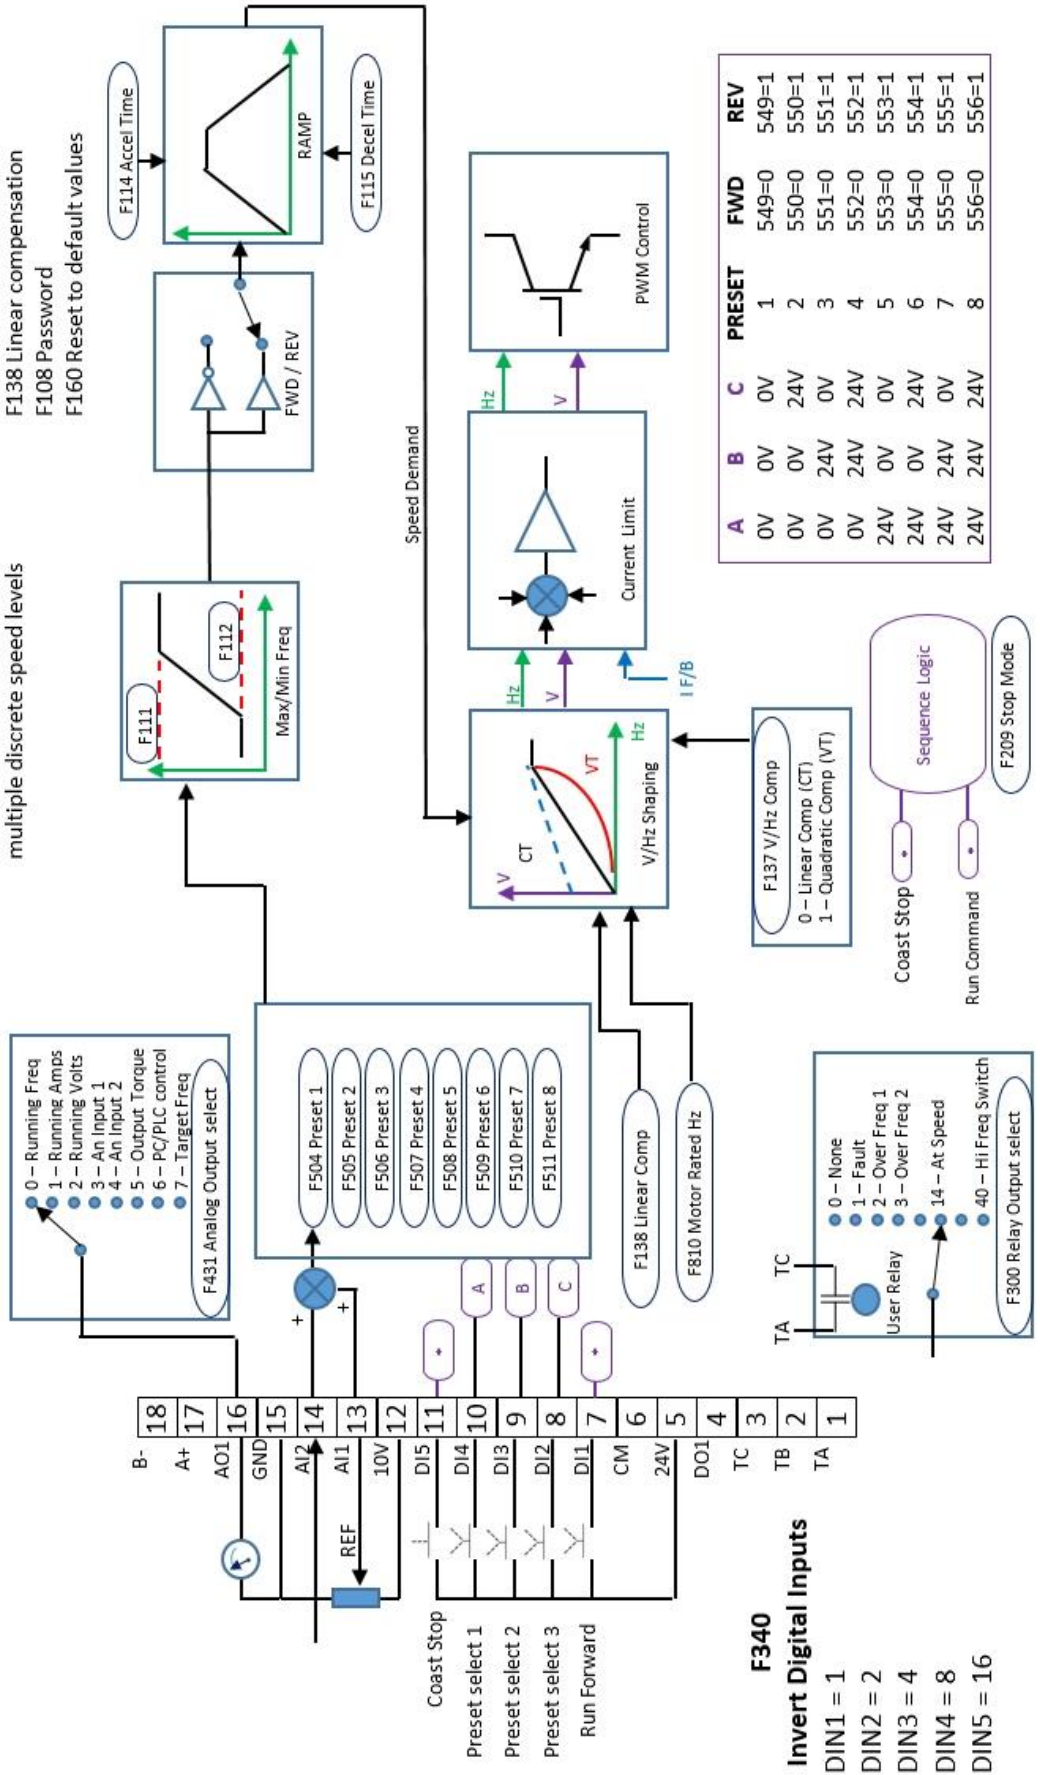 multiple discrete speed levels
F138 Linear compensation
F108 Password
F160 Reset to default values
0 – Running Freq
1 – Running Amps
2 – Running Volts
3 – An Input 1
4 – An Input 2
5 – Output Torque
6 – PC/PLC control
7 – Target Freq
F431 Analog Output select
F111
F112
Max/Min Freq
FWD / REV
F114 Accel Time
RAMP
F115 Decel Time
B-
18
A+
17
AO1
16
GND
15
AI2
14
AI1
13
10V
12
DI5
11
DI4
10
DI3
9
DI2
8
DI1
7
CM
6
24V
5
DO1
4
TC
3
TB
2
TA
1
REF
+
+
F504 Preset 1
F505 Preset 2
F506 Preset 3
F507 Preset 4
F508 Preset 5
F509 Preset 6
F510 Preset 7
F511 Preset 8
*
A
B
C
*
Coast Stop
Preset select 1
Preset select 2
Preset select 3
Run Forward
Speed Demand
V
CT
VT
Hz
V/Hz Shaping
Hz
V
I F/B
Current Limit
Hz
V
PWM Control
F138 Linear Comp
F810 Motor Rated Hz
F137 V/Hz Comp
0 – Linear Comp (CT)
1 – Quadratic Comp (VT)
F340
Invert Digital Inputs
DIN1 = 1
DIN2 = 2
DIN3 = 4
DIN4 = 8
DIN5 = 16
TA
TC
User Relay
0 – None
1 – Fault
2 – Over Freq 1
3 – Over Freq 2
14 – At Speed
40 – Hi Freq Switch
F300 Relay Output select
Coast Stop
*
Run Command
*
Sequence Logic
F209 Stop Mode
A B C PRESET FWD REV
0V 0V 0V 1 549=0 549=1
0V 0V 24V 2 550=0 550=1
0V 24V 0V 3 551=0 551=1
0V 24V 24V 4 552=0 552=1
24V 0V 0V 5 553=0 553=1
24V 0V 24V 6 554=0 554=1
24V 24V 0V 7 555=0 555=1
24V 24V 24V 8 556=0 556=1